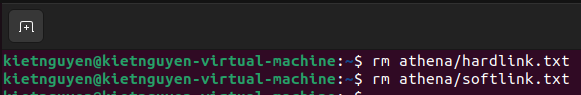 kietnguyen@kietnguyen-virtual-machine:~$ rm athena/hardlink.txt
kietnguyen@kietnguyen-virtual-machine:~$ rm athena/softlink.txt